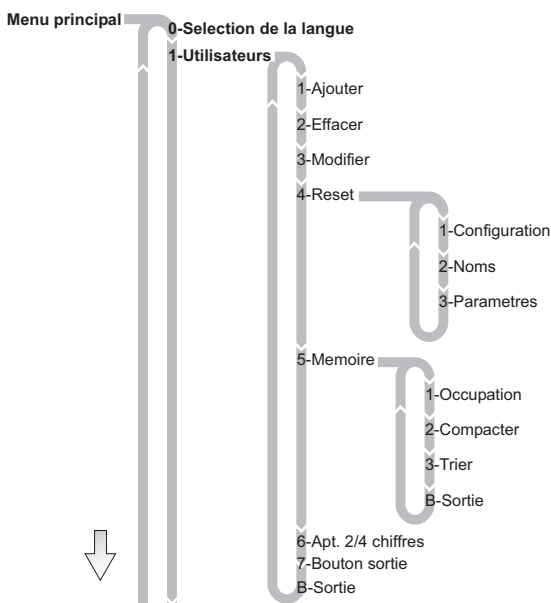 Menu principal
0-Selection de la langue
1-Utilisateurs
1-Ajouter
2-Effacer
3-Modifier
4-Reset
1-Configuration
2-Noms
3-Parametres
5-Memoire
1-Occupation
2-Compacter
3-Trier
B-Sortie
6-Apt. 2/4 chiffres
7-Bouton sortie
B-Sortie